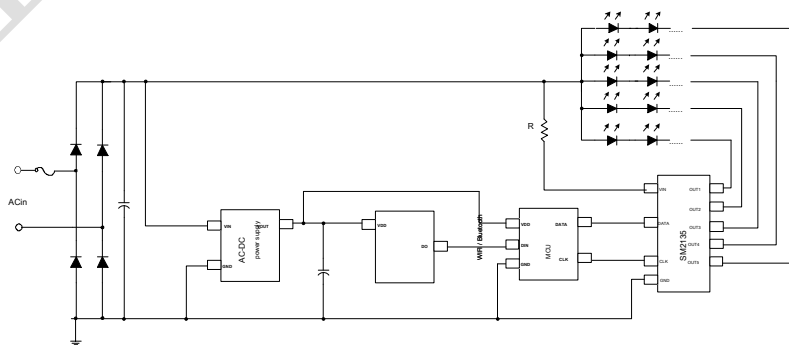 R
VIN
OUT1
OUT2
ACin
VIN
VOUT
AC-DC
power supply
VDD
WIFI / Bluetooth
VDD
DATA
DATA
OUT3
SM2135
DO
DIN
MCU
OUT4
GND
GND
CLK
CLK
OUT5
GND